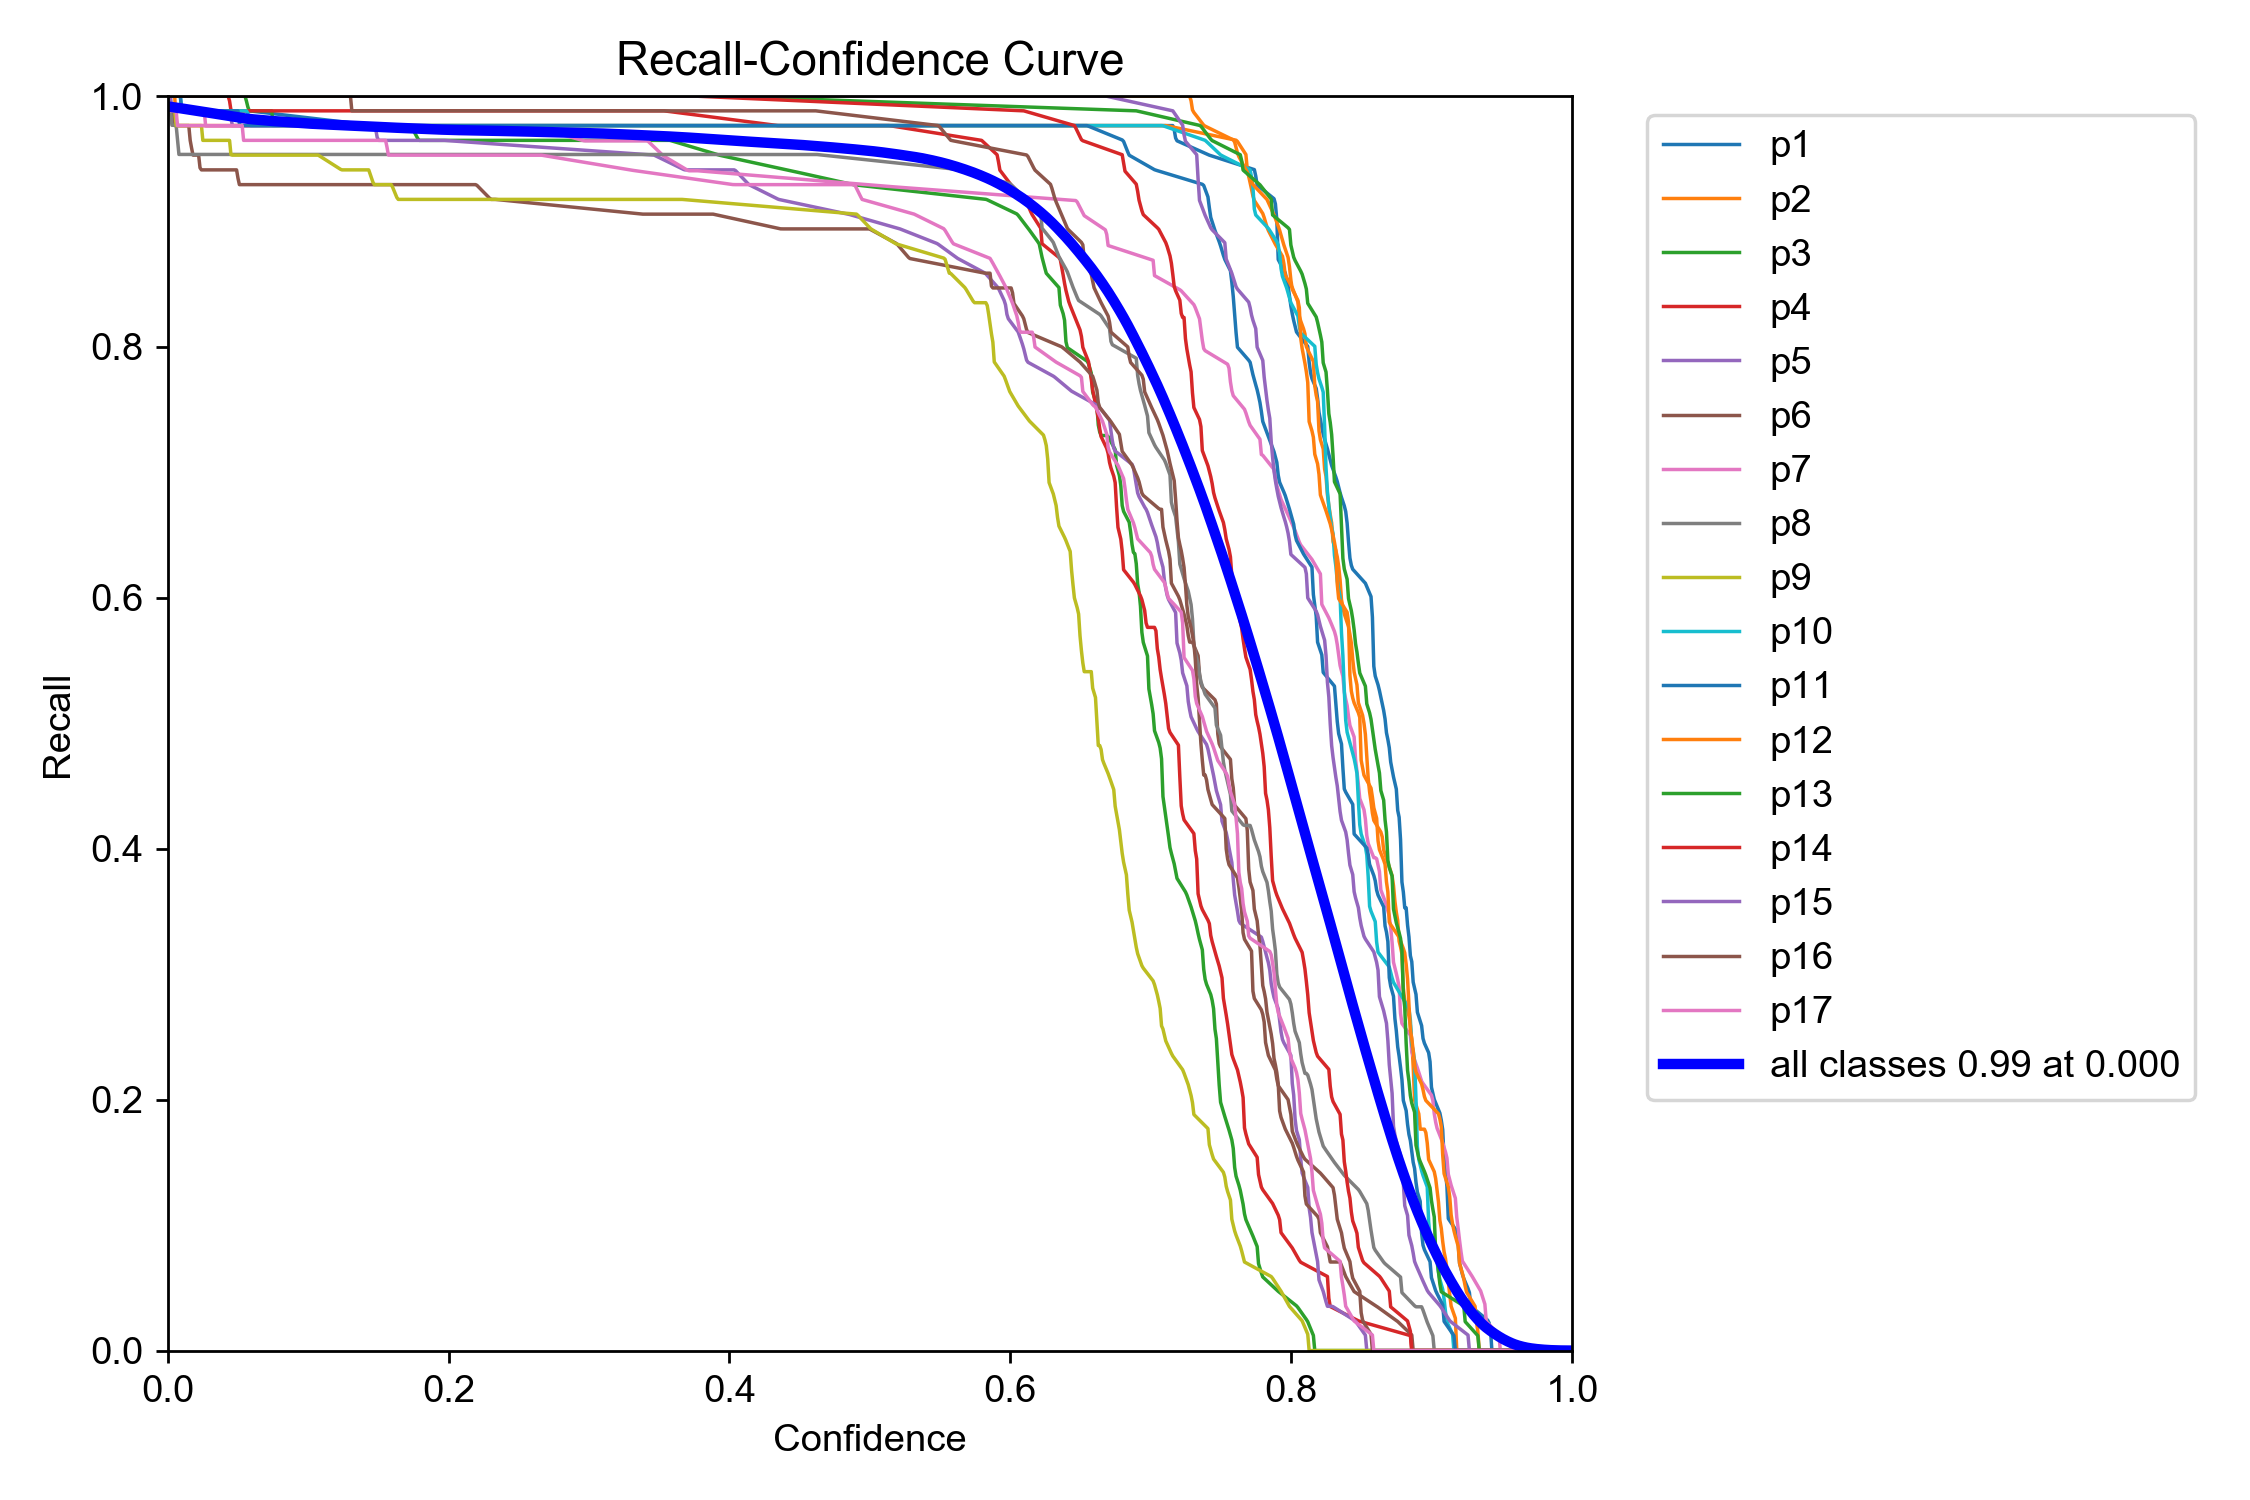 Recall-Confidence Curve
1.0
0.8
0.6
0.4
0.2
0.0
Recall
0.0 0.2 0.4 0.6 0.8 1.0
Confidence
p1
p2
p3
p4
p5
p6
p7
p8
p9
p10
p11
p12
p13
p14
p15
p16
p17
all classes 0.99 at 0.000